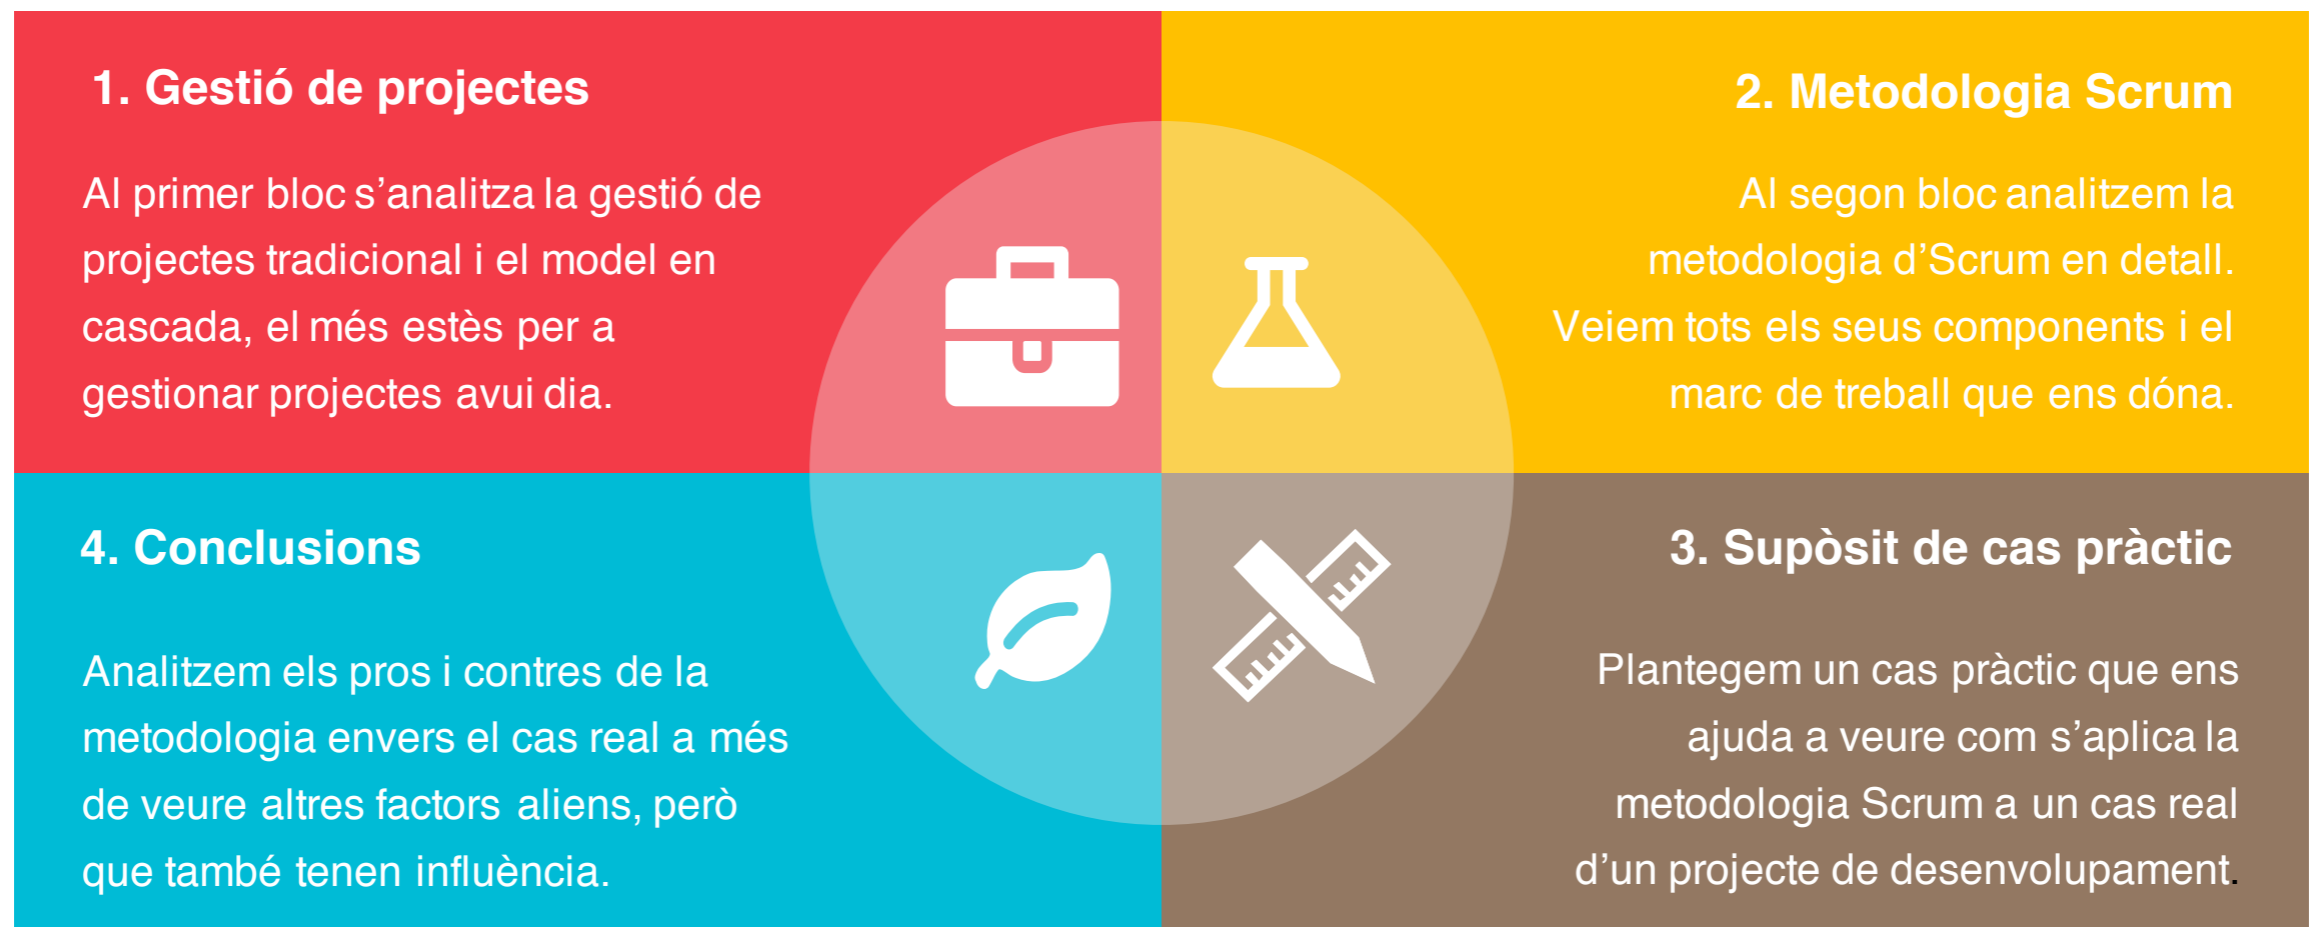 1. Gestió de projectes
Al primer bloc s’analitza la gestió de
projectes tradicional i el model en
cascada, el més estès per a
gestionar projectes avui dia.
2. Metodologia Scrum
Al segon bloc analitzem la
metodologia d’Scrum en detall.
Veiem tots els seus components i el
marc de treball que ens dóna.
3. Supòsit de cas pràctic
Plantegem un cas pràctic que ens
ajuda a veure com s’aplica la
metodologia Scrum a un cas real
d’un projecte de desenvolupament.
4. Conclusions
Analitzem els pros i contres de la
metodologia envers el cas real a més
de veure altres factors aliens, però
que també tenen influència.